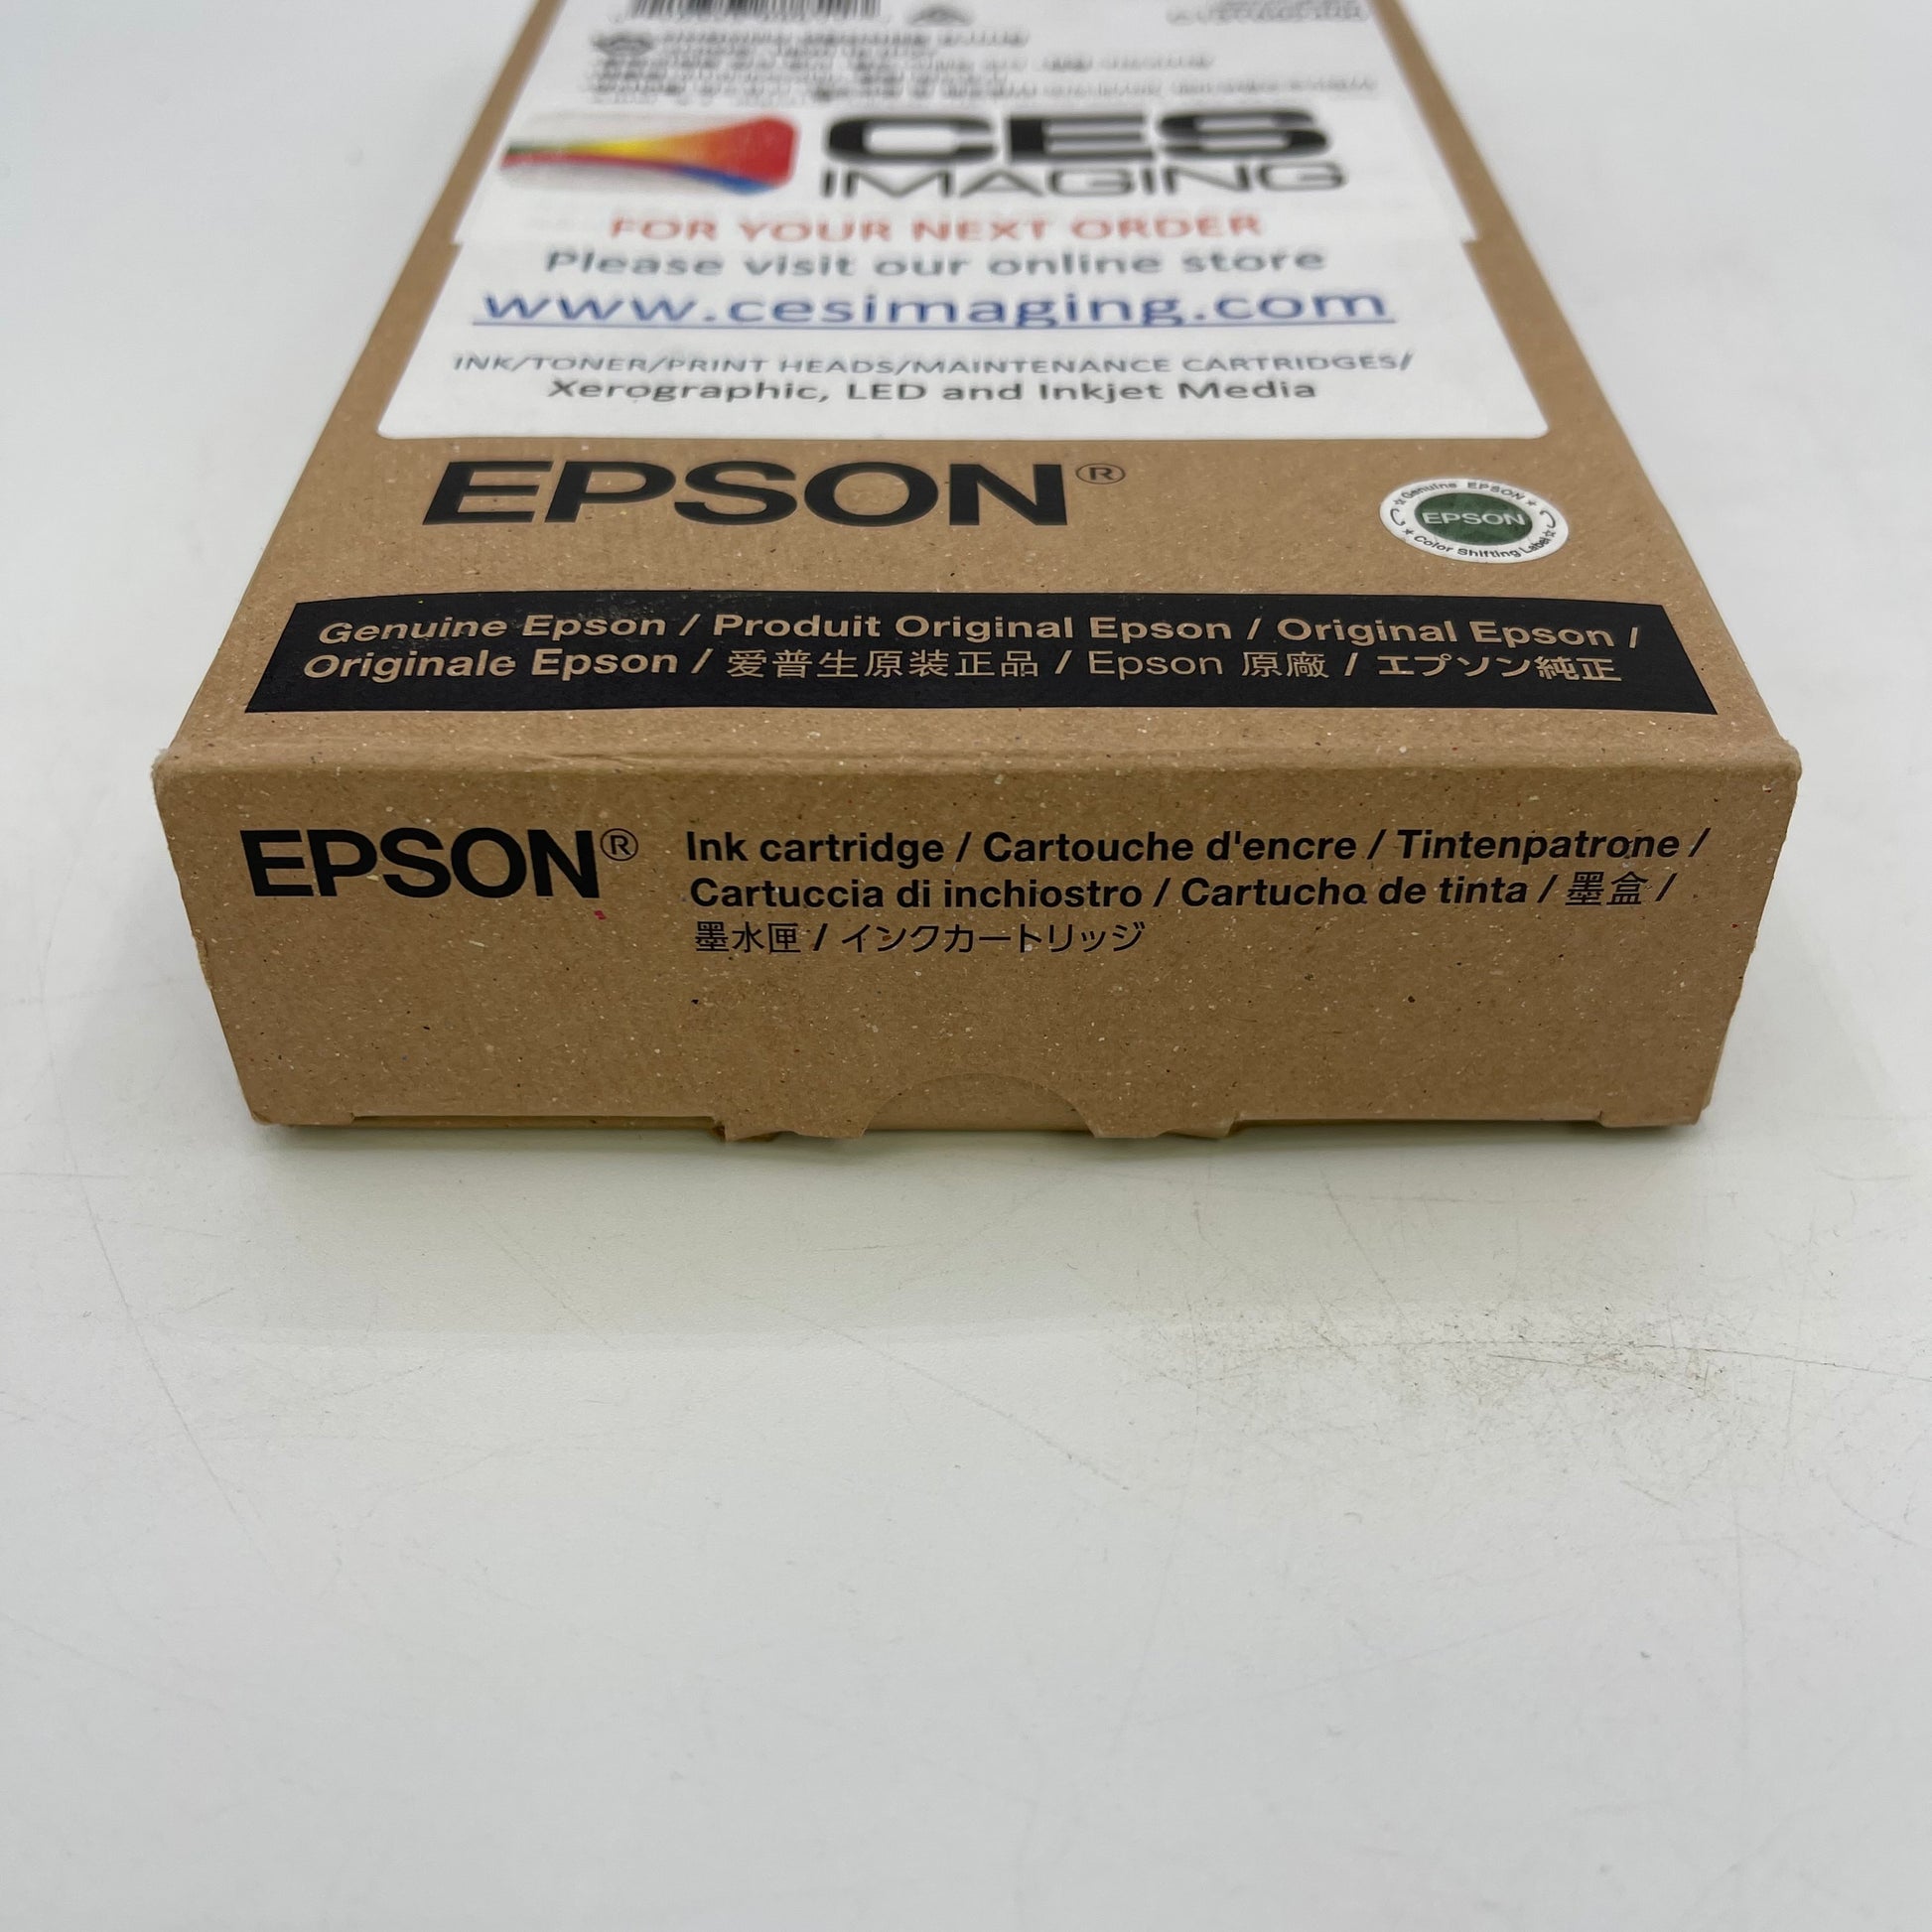 CES
IMAGING
FOR YOUR NEXT ORDER
Please visit our online store
www.cesimaging.com
INK/TONER/PRINT HEADS/MAINTENANCE CARTRIDGES/
Xerographic, LED and Inkjet Media
EPSON®
Genuine EPSON
EPSON
Color Shifting Label
Genuine Epson / Produit Original Epson / Original Epson /
Originale Epson / 爱普生原装正品 / Epson 原廠 / エプソン純正
EPSON®
Ink cartridge / Cartouche d'encre / Tintenpatrone /
Cartuccia di inchiostro / Cartucho de tinta / 墨盒 /
墨水匣 / インクカートリッジ